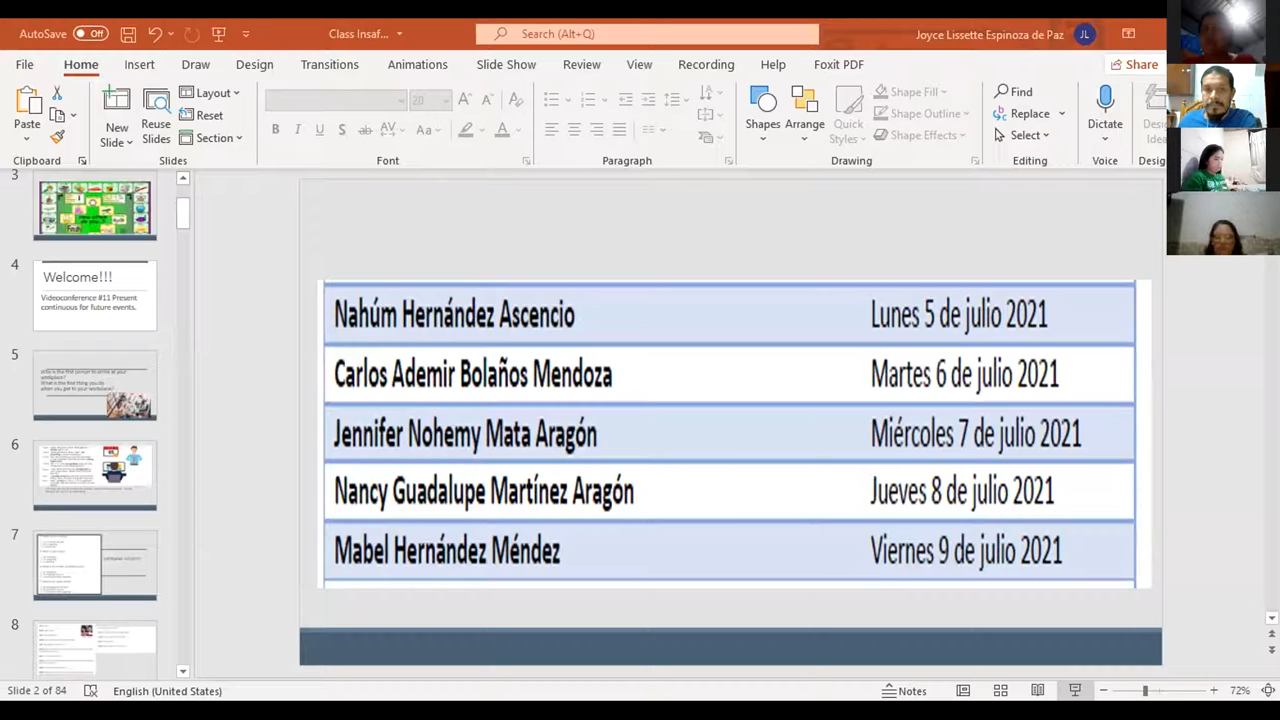 AutoSave Off
Class Insaf...
Search (Alt+Q)
Joyce Lissette Espinoza de Paz
JL
File Home Insert Draw Design Transitions Animations Slide Show Review View Recording Help Foxit PDF
Share
Paste
New Slide
Reuse Slides
Layout
Reset
Section
28
Aa
Shapes
Arrange
Quick Styles
Shape Fill
Shape Outline
Shape Effects
Find
Replace
Select
Dictate
Clipboard Slides Font Paragraph Drawing Editing Voice
3
4
Welcome!!!
Videoconference #11 Present continuous for future events.
5
6
7
8
Nahúm Hernández Ascencio Lunes 5 de julio 2021
Carlos Ademir Bolaños Mendoza Martes 6 de julio 2021
Jennifer Nohemy Mata Aragón Miércoles 7 de julio 2021
Nancy Guadalupe Martínez Aragón Jueves 8 de julio 2021
Mabel Hernández Méndez Viernes 9 de julio 2021
Slide 2 of 84 English (United States) Notes 72%